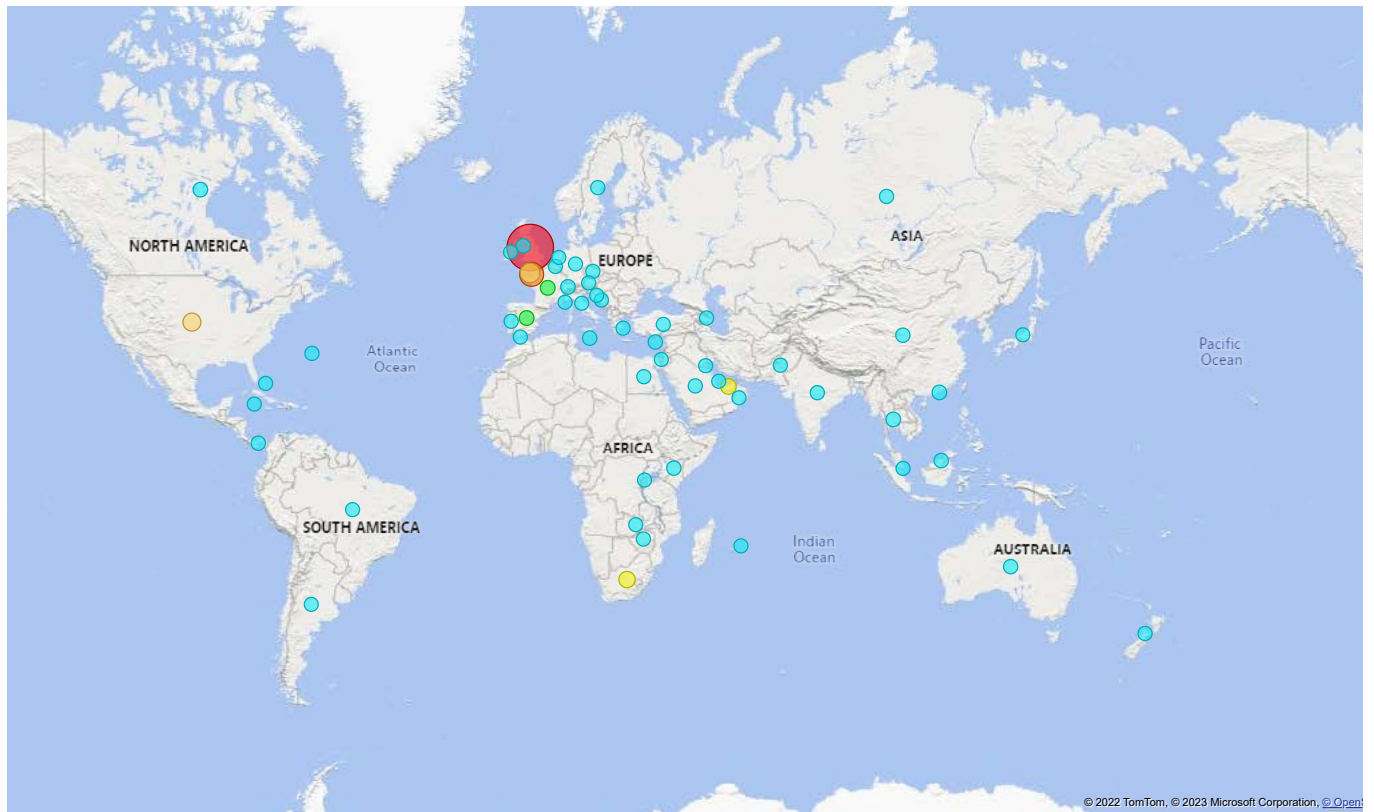 NORTH AMERICA
EUROPE
ASIA
Atlantic
Ocean
Pacific
Ocean
AFRICA
SOUTH AMERICA
Indian
Ocean
AUSTRALIA
© 2022 TomTom, © 2023 Microsoft Corporation, © OpenS